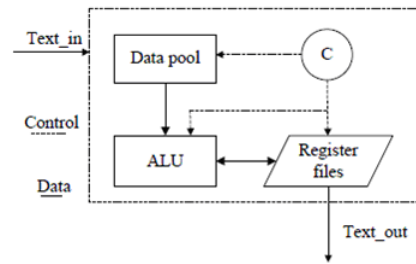 Text_in
Data pool
C
Control
ALU
Register
files
Data
Text_out